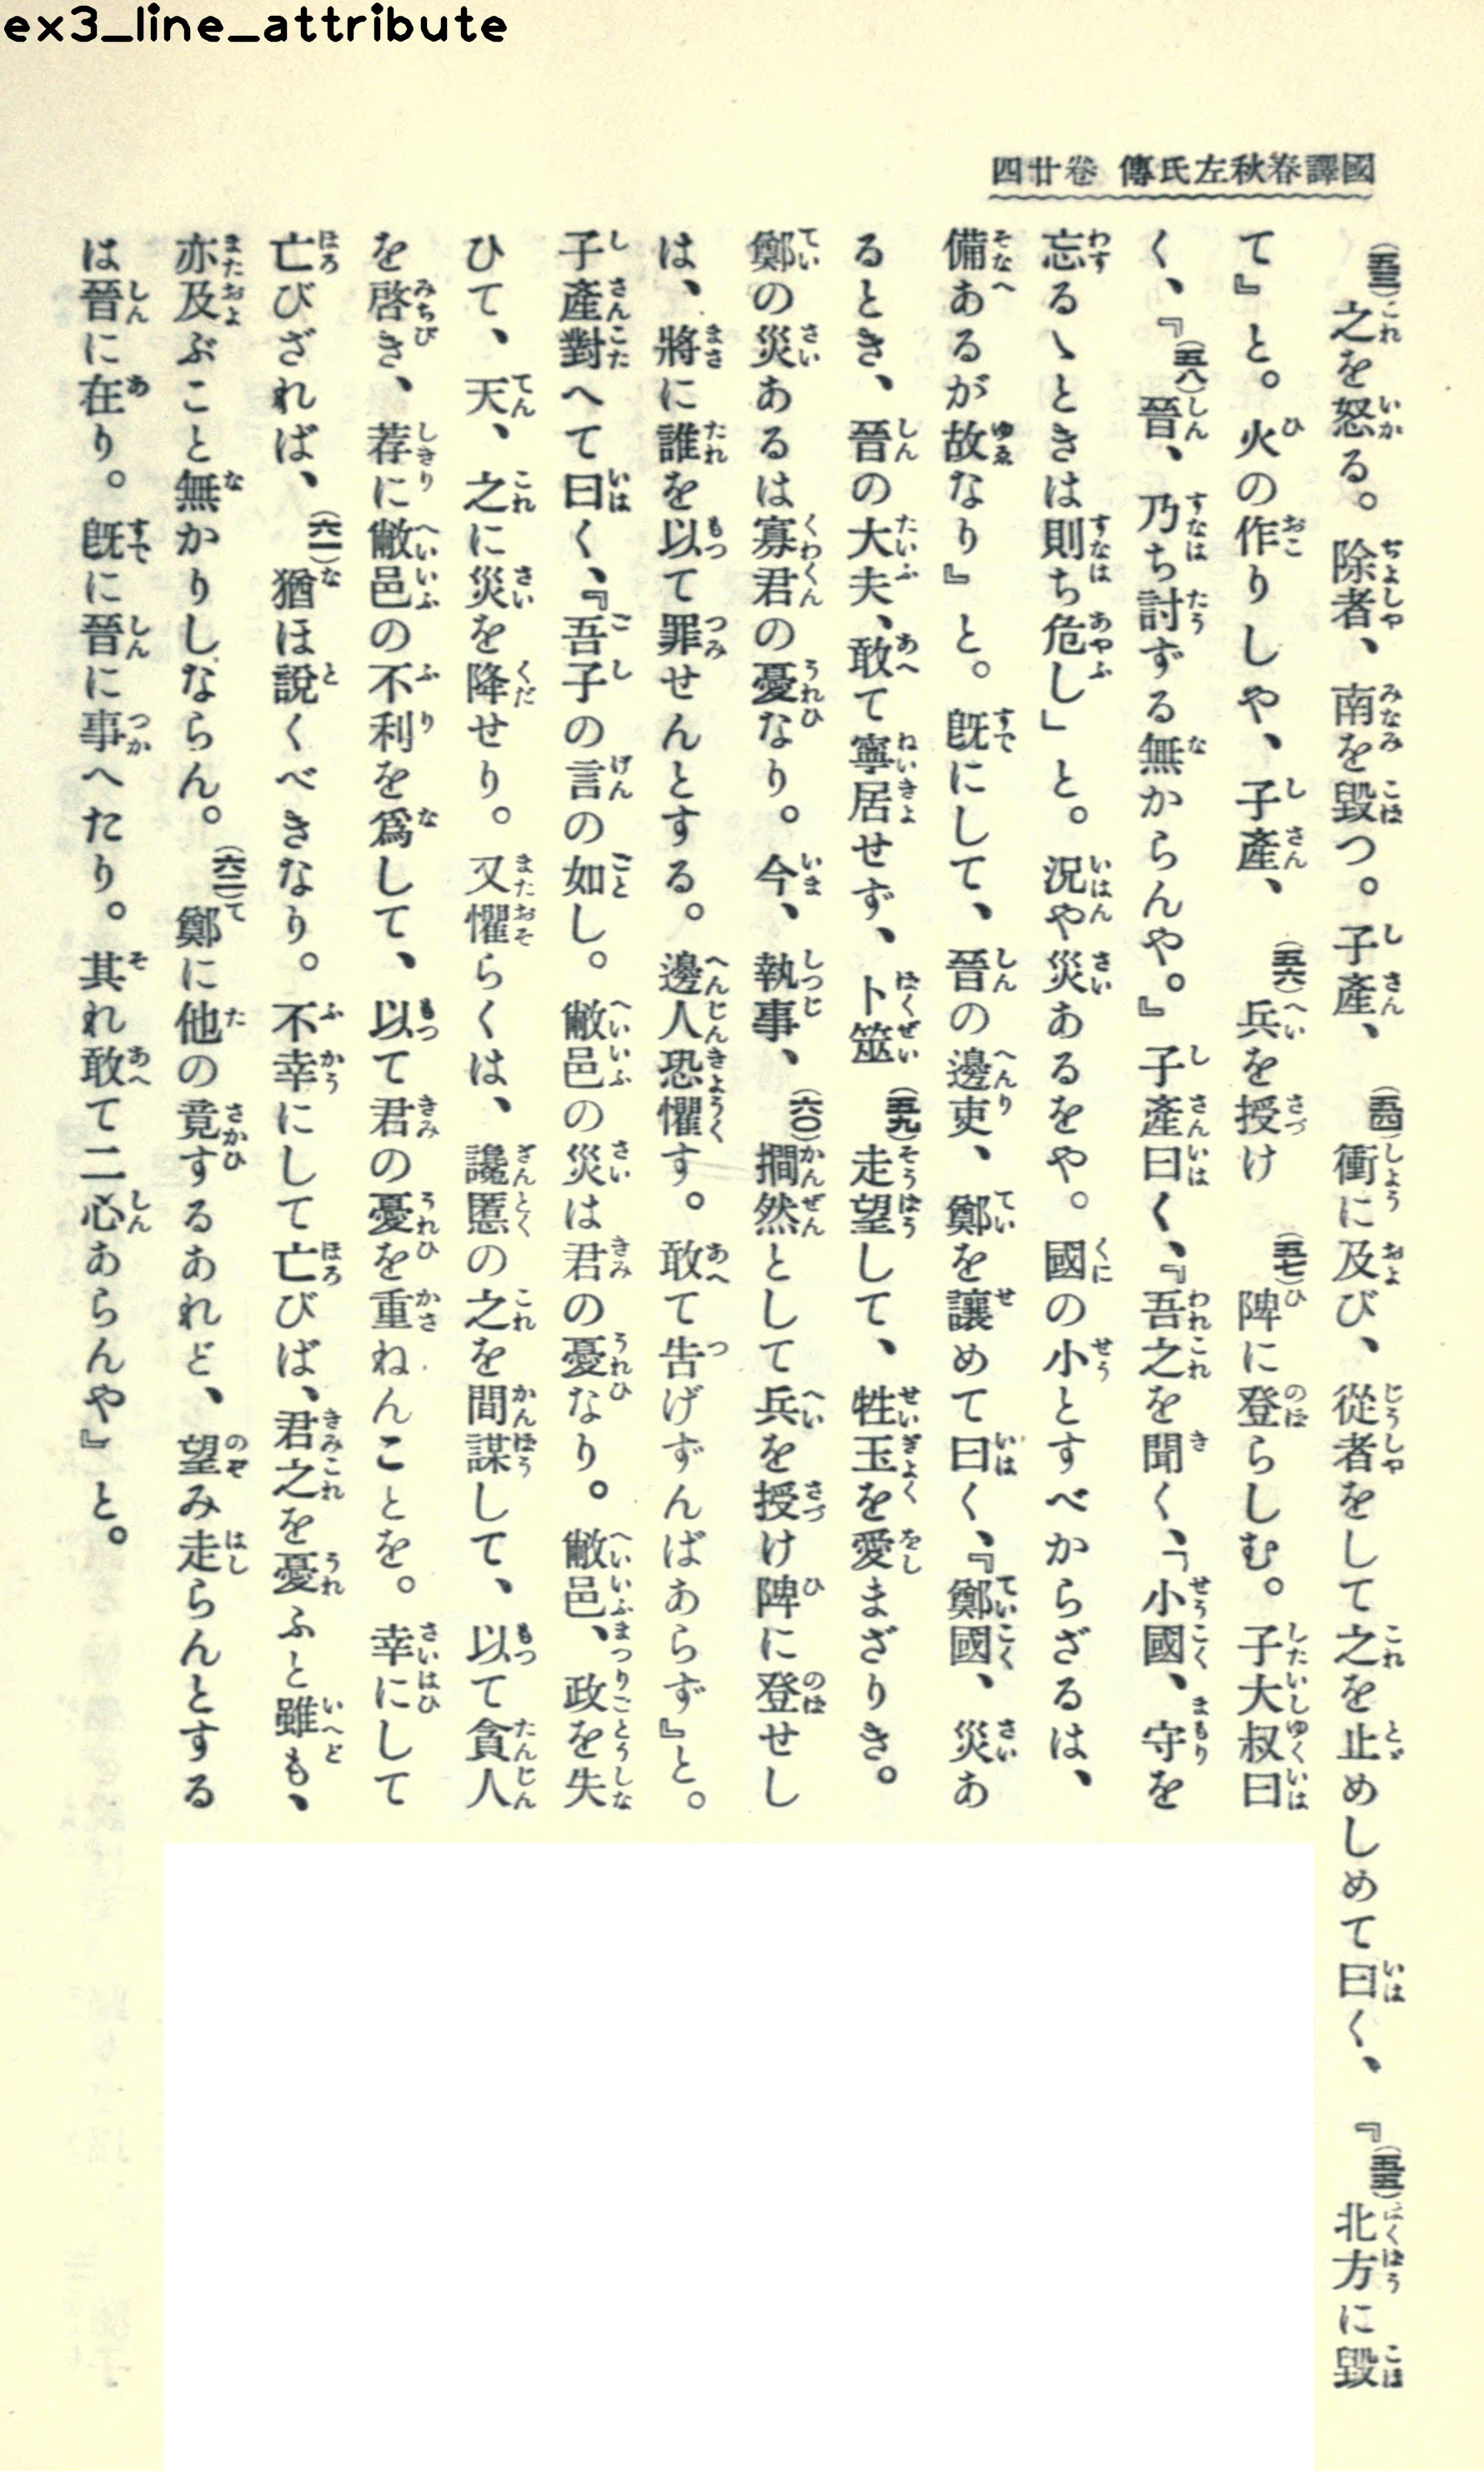 ex3_line_attribute
國譯春秋左氏傳 卷廿四
(五三)之を怒る。除者、南を毀つ。子產、(五四)衝に及び、從者をして之を止めしめて曰く、『(五五)北方に毀
て』と。火の作りしや、子產、(五六)兵を授け(五七)陴に登らしむ。子大叔曰
く、『(五八)晉、乃ち討ずる無からんや。』子產曰く、『吾之を聞く、「小國、守を
忘るゝときは則ち危し」と。況や災あるをや。國の小とすべからざるは、
備あるが故なり』と。旣にして、晉の邊吏、鄭を讓めて曰く、『鄭國、災あ
るとき、晉の大夫、敢て寧居せず、卜筮(五九)走望して、牲玉を愛まざりき。
鄭の災あるは寡君の憂なり。今、執事、(六〇)撊然として兵を授け陴に登せし
は、將に誰を以て罪せんとする。邊人恐懼す。敢て告げずんばあらず』と。
子產對へて曰く、『吾子の言の如し。敝邑の災は君の憂なり。敝邑、政を失
ひて、天、之に災を降せり。又懼らくは、讒慝の之を間謀して、以て貪人
を啓き、荐に敝邑の不利を爲して、以て君の憂を重ねんことを。幸にして
亡びざれば、(六一)猶ほ說くべきなり。不幸にして亡びば、君之を憂ふと雖も、
亦及ぶこと無かりしならん。(六二)鄭に他の竟するあれど、望み走らんとする
は晉に在り。旣に晉に事へたり。其れ敢て二心あらんや』と。